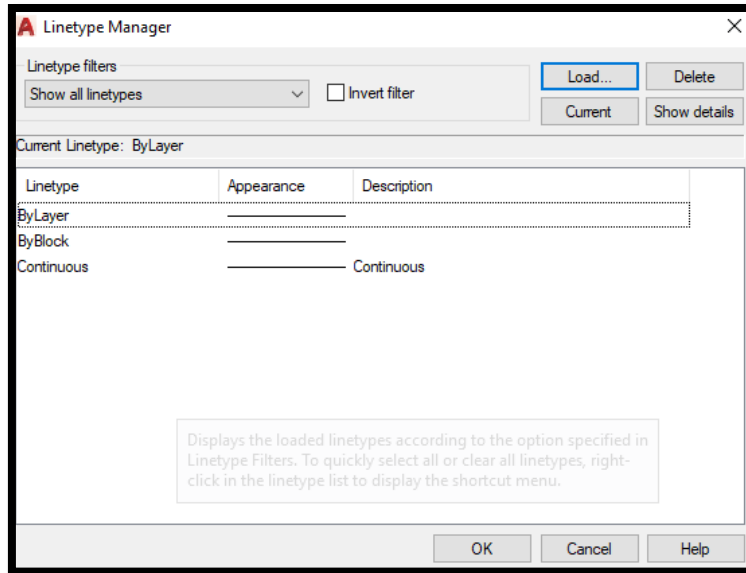 Linetype Manager
Linetype filters
Show all linetypes
Invert filter
Load...
Delete
Current
Show details
Current Linetype: ByLayer
Linetype Appearance Description
ByLayer
ByBlock
Continuous Continuous
Displays the loaded linetypes according to the option specified in
Linetype Filters. To quickly select all or clear all linetypes, right-
click in the linetype list to display the shortcut menu.
OK Cancel Help